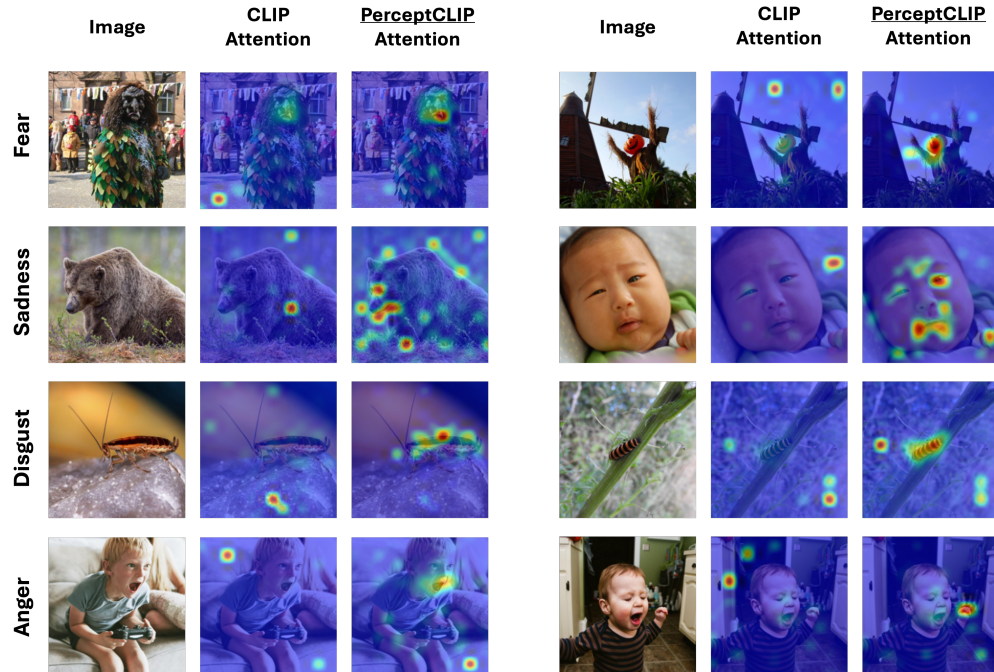 Image
CLIP
Attention
PerceptCLIP
Attention
Image
CLIP
Attention
PerceptCLIP
Attention
Fear
Sadness
Disgust
Anger